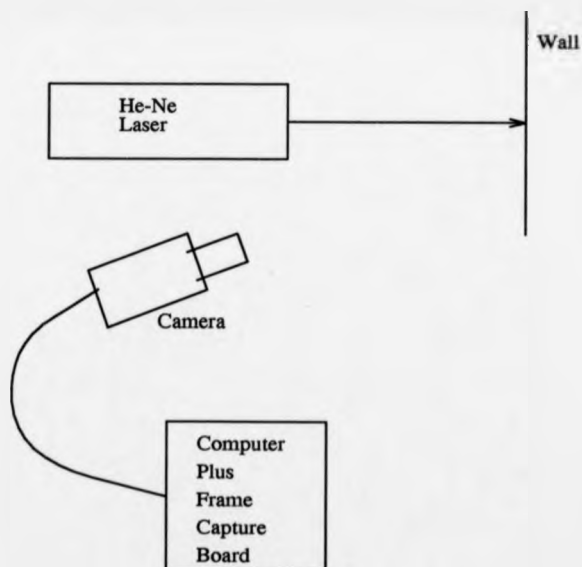 Wall
He-Ne
Laser
Camera
Computer
Plus
Frame
Capture
Board